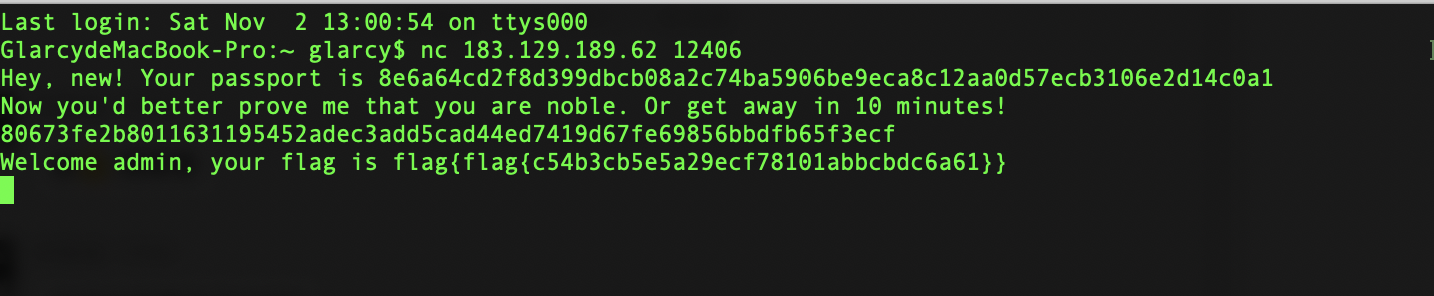 Last login: Sat Nov  2 13:00:54 on ttys000
GlarcydeMacBook-Pro:~ glarcy$ nc 183.129.189.62 12406
Hey, new! Your passport is 8e6a64cd2f8d399dbcb08a2c74ba5906be9eca8c12aa0d57ecb3106e2d14c0a1
Now you'd better prove me that you are noble. Or get away in 10 minutes!
80673fe2b8011631195452adec3add5cad44ed7419d67fe69856bbdfb65f3ecf
Welcome admin, your flag is flag{flag{c54b3cb5e5a29ecf78101abbcbdc6a61}}